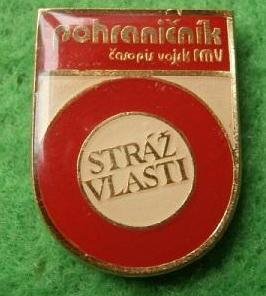 pohraničník
časopis vojsk FMV
STRÁŽ
VLASTI